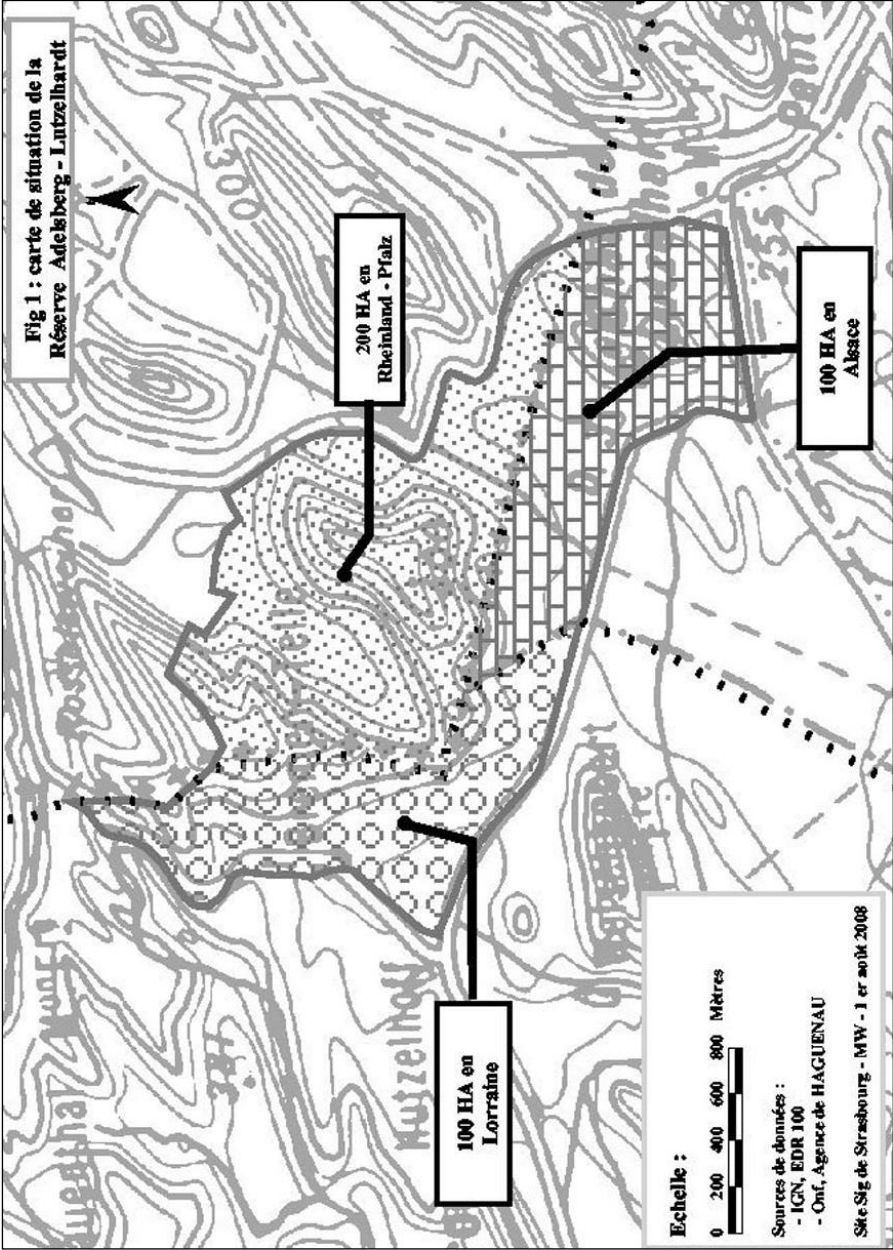 Fig 1 : carte de situation de la
Réserve Adelsberg - Lutzelhardt
200 HA en
Rheinland - Pfalz
100 HA en
Alsace
100 HA en
Lorraine
Echelle :
0 200 400 600 800 Mètres
Sources de données :
- IGN, EDR 100
- Onf, Agence de HAGUENAU
Site Sig de Strasbourg - MW - 1 er août 2008
300
255